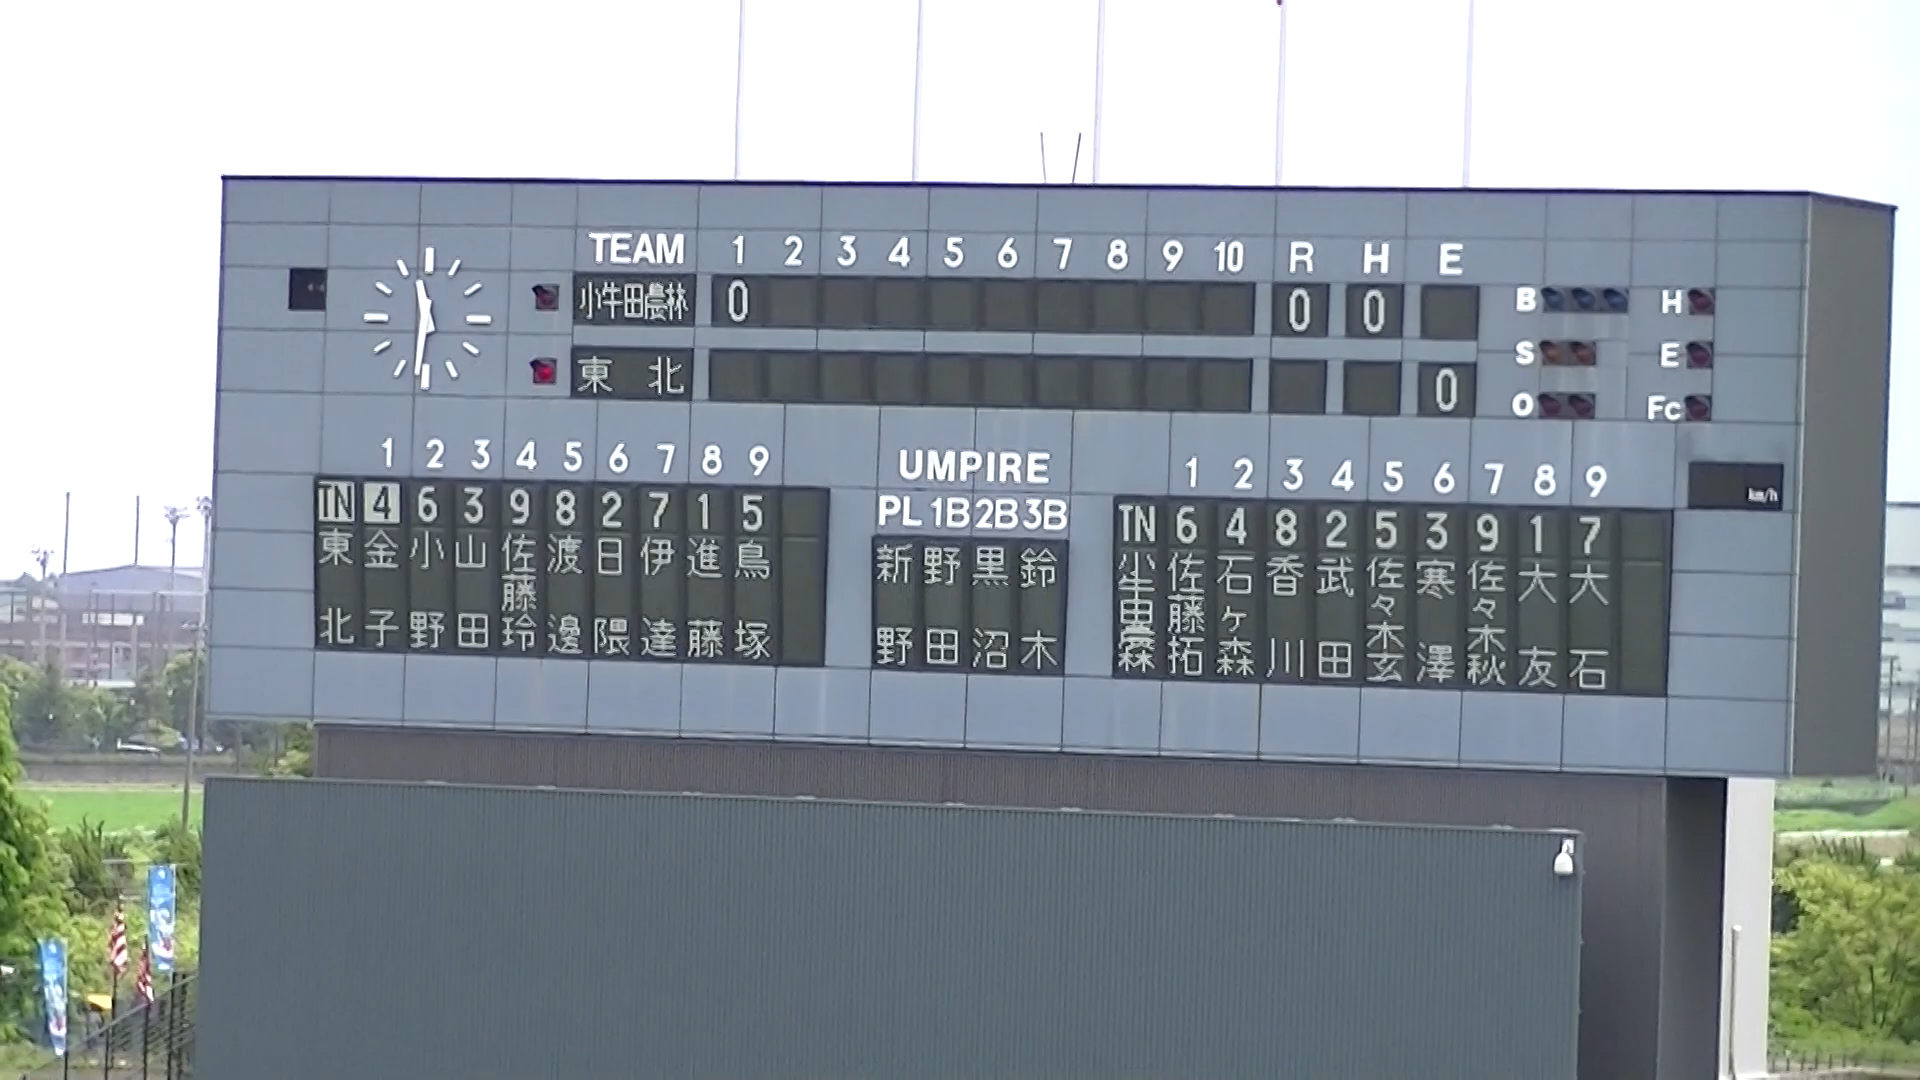 TEAM 1 2 3 4 5 6 7 8 9 10 R H E
小牛田農林 0 0 0 B H
東北 0 S E
O Fc
1 2 3 4 5 6 7 8 9
TN 4 6 3 9 8 2 7 1 5
東北 金子 小野 山田 佐藤玲 渡邊 日隈 伊達 進藤 鳥塚
UMPIRE
PL 1B 2B 3B
新野 野田 黒沼 鈴木
1 2 3 4 5 6 7 8 9
TN 6 4 8 2 5 3 9 1 7
小牛田農林 佐藤拓 石ヶ森 香川 武田 佐々木玄 寒澤 佐々木秋 大友 大石
km/h